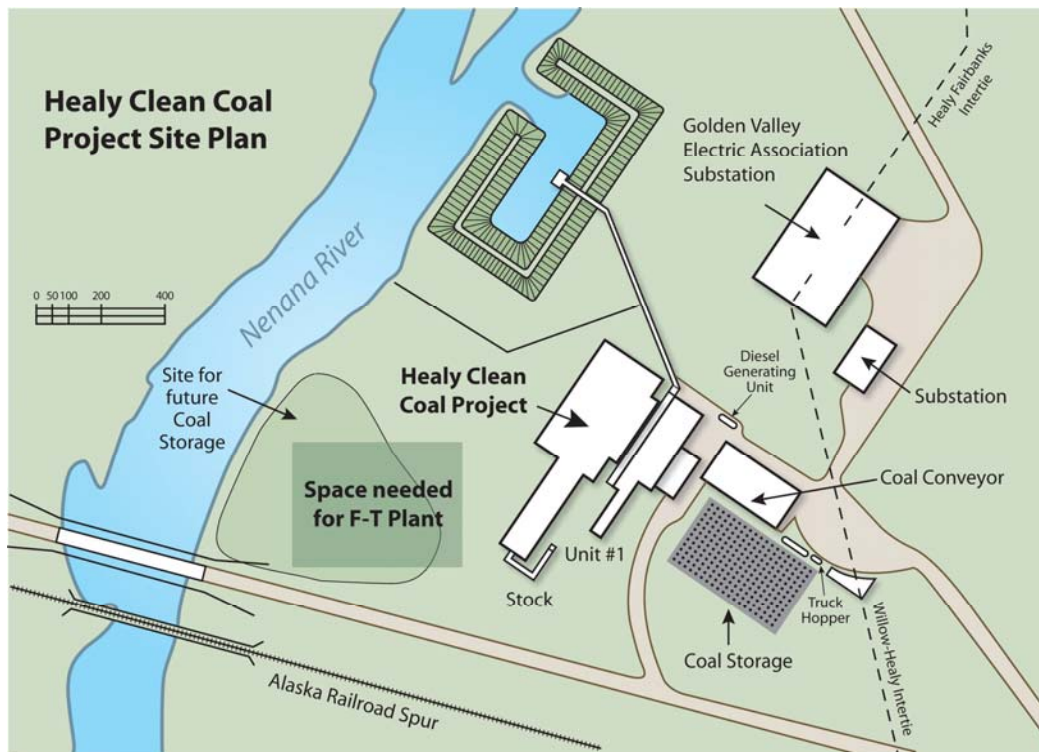 Healy Clean Coal
Project Site Plan
Healy Fairbanks
Intertie
Golden Valley
Electric Association
Substation
Nenana River
0 50 100 200 400
Site for
future
Coal
Storage
Healy Clean
Coal Project
Diesel
Generating
Unit
Substation
Space needed
for F-T Plant
Coal Conveyor
Unit #1
Stock
Truck
Hopper
Coal Storage
Willow-Healy Intertie
Alaska Railroad Spur